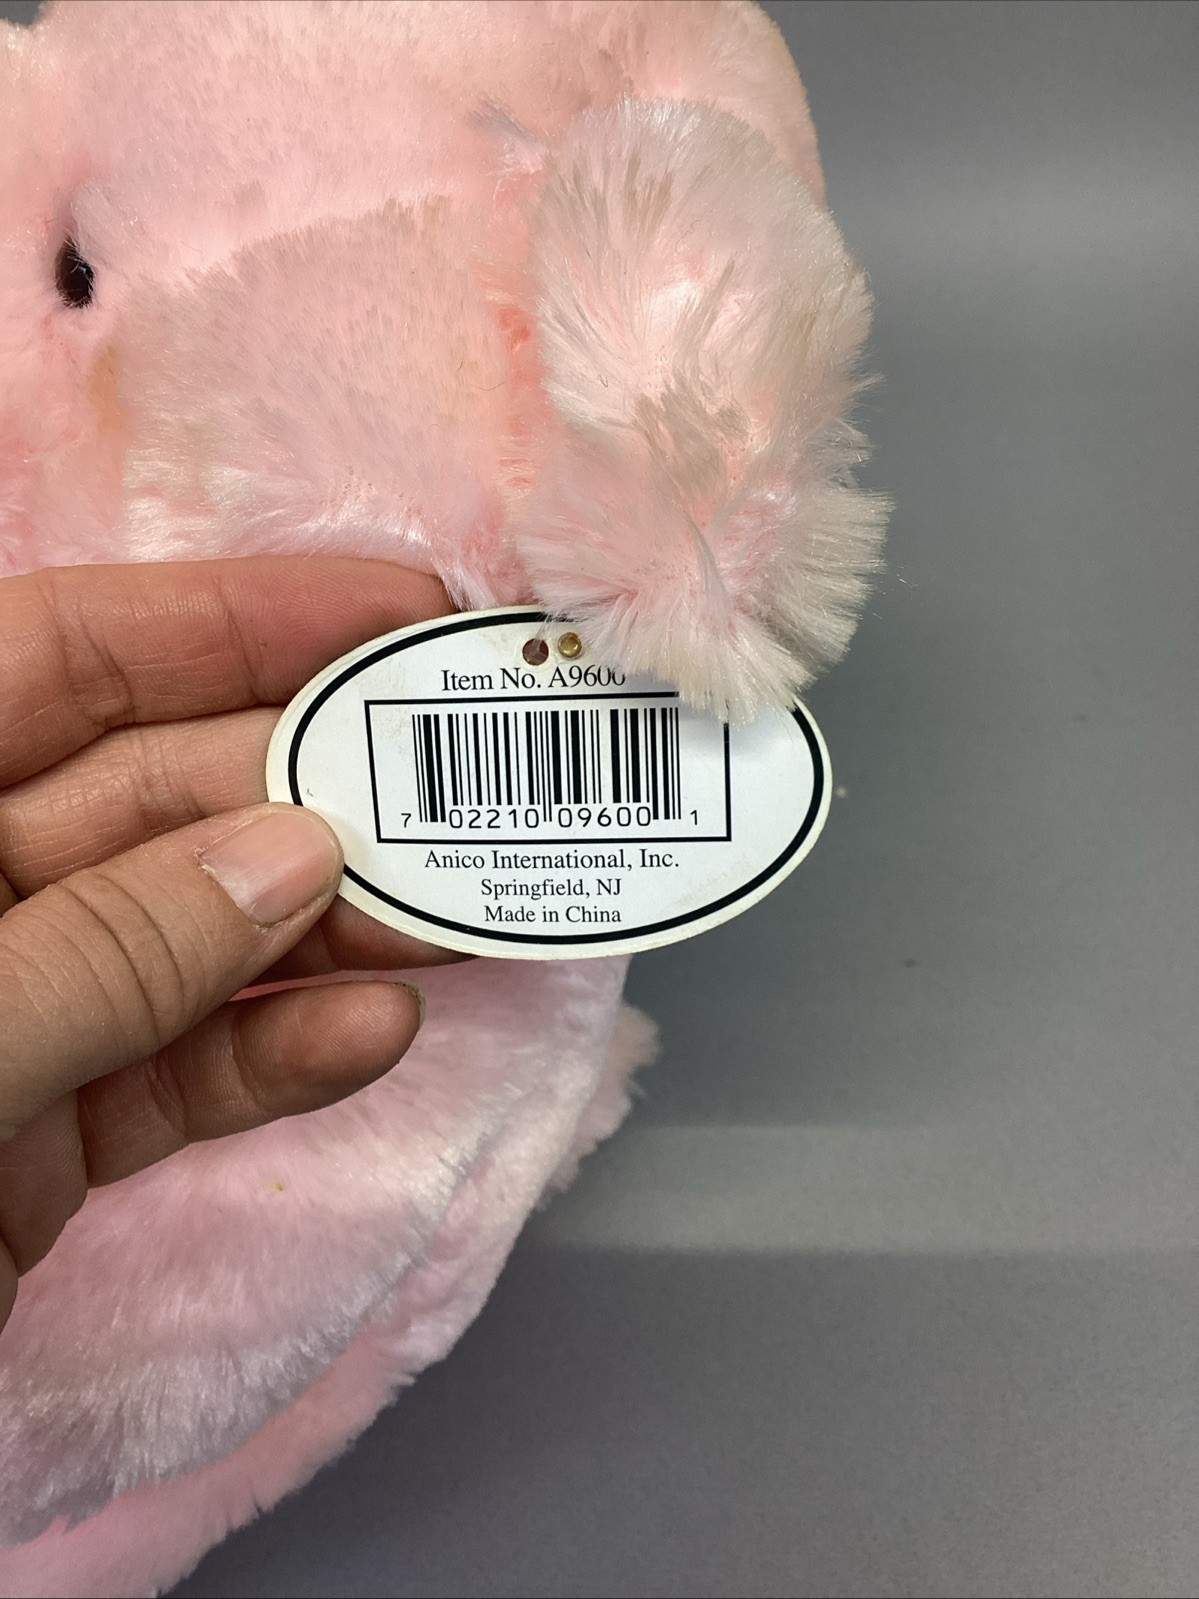 Item No. A9600
7 02210 09600 1
Anico International, Inc.
Springfield, NJ
Made in China